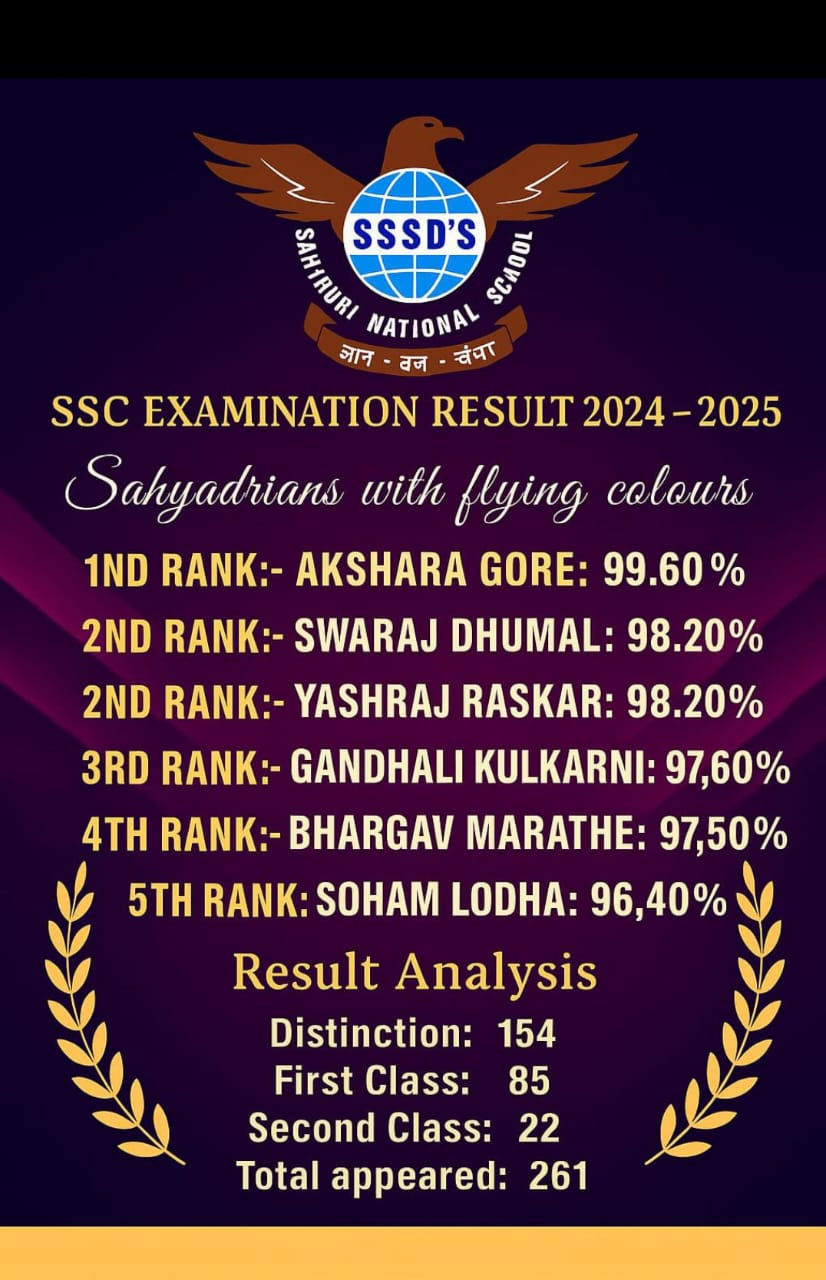 SSSD'S
SAHIRURI NATIONAL SCHOOL
ज्ञान - वज -
SSC EXAMINATION RESULT 2024-2025
Sahyadrians with flying colours
1ND RANK:- AKSHARA GORE: 99.60%
2ND RANK:- SWARAJ DHUMAL: 98.20%
2ND RANK:- YASHRAJ RASKAR: 98.20%
3RD RANK:- GANDHALI KULKARNI: 97,60%
4TH RANK:- BHARGAV MARATHE: 97,50%
5TH RANK: SOHAM LODHA: 96,40%
Result Analysis
Distinction: 154
First Class: 85
Second Class: 22
Total appeared: 261